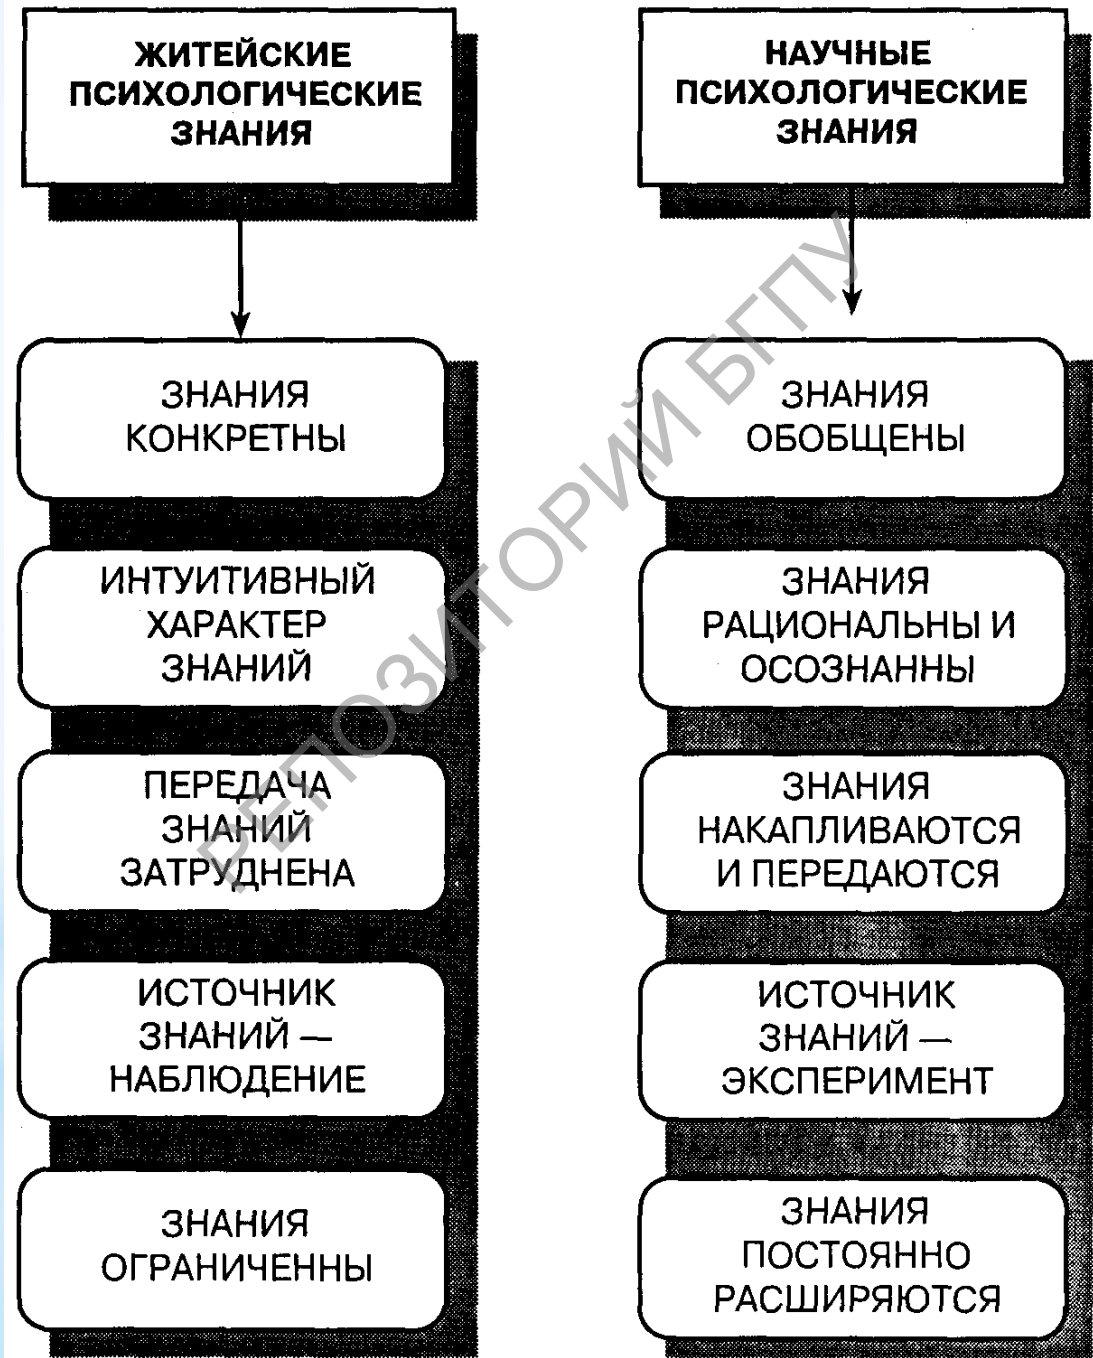 ЖИТЕЙСКИЕ
ПСИХОЛОГИЧЕСКИЕ
ЗНАНИЯ
ЗНАНИЯ
КОНКРЕТНЫ
ИНТУИТИВНЫЙ
ХАРАКТЕР
ЗНАНИЙ
ПЕРЕДАЧА
ЗНАНИЙ
ЗАТРУДНЕНА
ИСТОЧНИК
ЗНАНИЙ —
НАБЛЮДЕНИЕ
ЗНАНИЯ
ОГРАНИЧЕННЫ
НАУЧНЫЕ
ПСИХОЛОГИЧЕСКИЕ
ЗНАНИЯ
ЗНАНИЯ
ОБОБЩЕНЫ
ЗНАНИЯ
РАЦИОНАЛЬНЫ И
ОСОЗНАННЫ
ЗНАНИЯ
НАКАПЛИВАЮТСЯ
И ПЕРЕДАЮТСЯ
ИСТОЧНИК
ЗНАНИЙ —
ЭКСПЕРИМЕНТ
ЗНАНИЯ
ПОСТОЯННО
РАСШИРЯЮТСЯ
РЕПОЗИТОРИЙ БГПУ